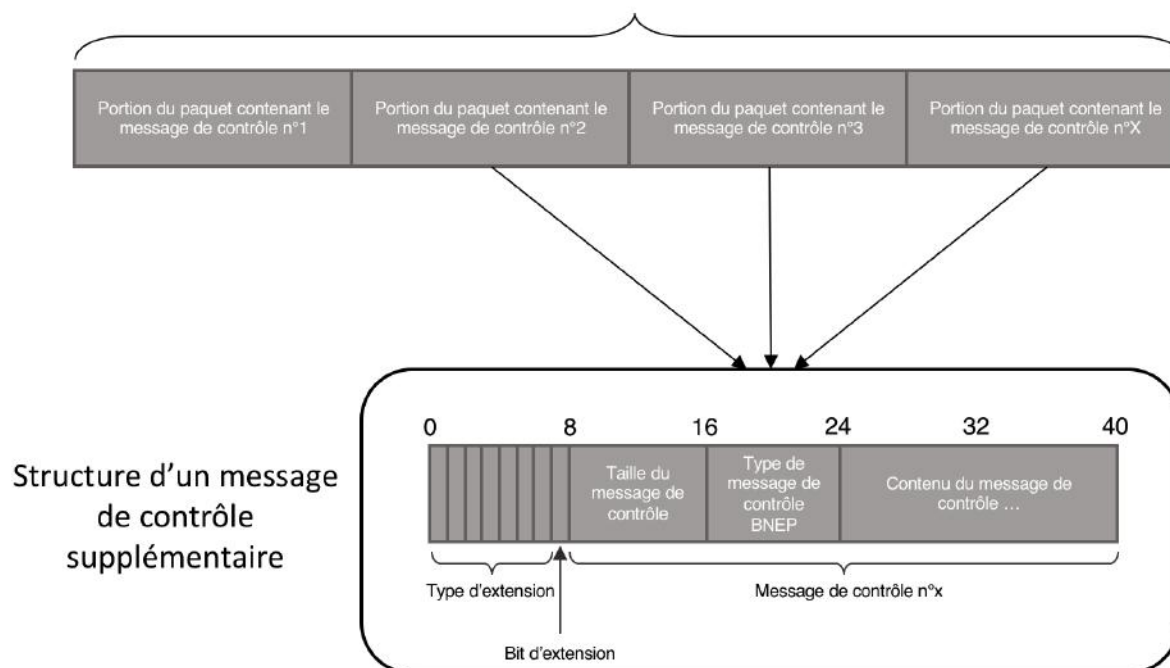 Portion du paquet contenant le
message de contrôle n°1
Portion du paquet contenant le
message de contrôle n°2
Portion du paquet contenant le
message de contrôle n°3
Portion du paquet contenant le
message de contrôle n°X
Structure d'un message
de contrôle
supplémentaire
0 8 16 24 32 40
Taille du
message de
contrôle
Type de
message de
contrôle
BNEP
Contenu du message de
contrôle ...
Type d'extension
Message de contrôle n°x
Bit d'extension